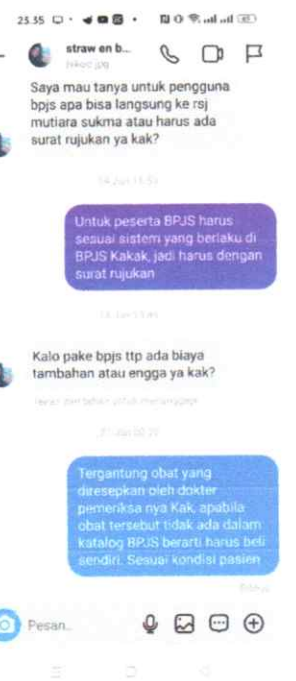 23.55
straw en b...
Saya mau tanya untuk pengguna
bpjs apa bisa langsung ke rsj
mutiara sukma atau harus ada
surat rujukan ya kak?
Untuk peserta BPJS harus
sesuai sistem yang berlaku di
BPJS Kakak, jadi harus dengan
surat rujukan
Kalo pake bpjs ttp ada biaya
tambahan atau engga ya kak?
Tergantung obat yang
diresepkan oleh dokter
pemeriksa nya Kak, apabila
obat tersebut tidak ada dalam
katalog BPJS berarti harus beli
sendiri. Sesuai kondisi pasien
Pesan...